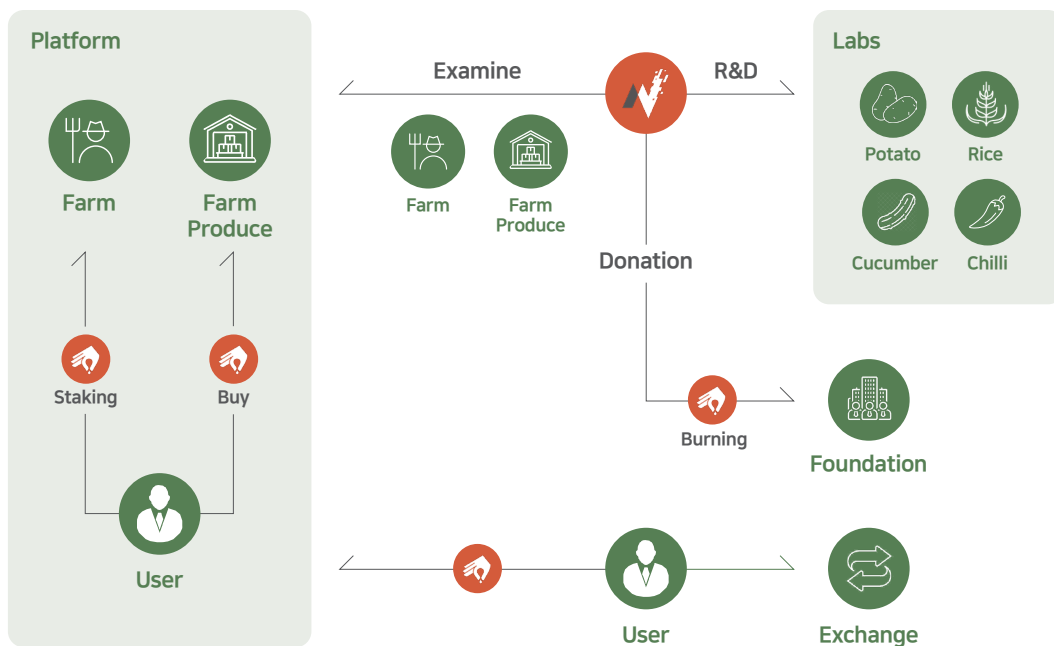 Platform
Farm
Farm
Produce
Staking
Buy
User
Examine
R&D
Farm
Farm
Produce
Donation
Burning
Labs
Potato
Rice
Cucumber
Chilli
Foundation
User
Exchange